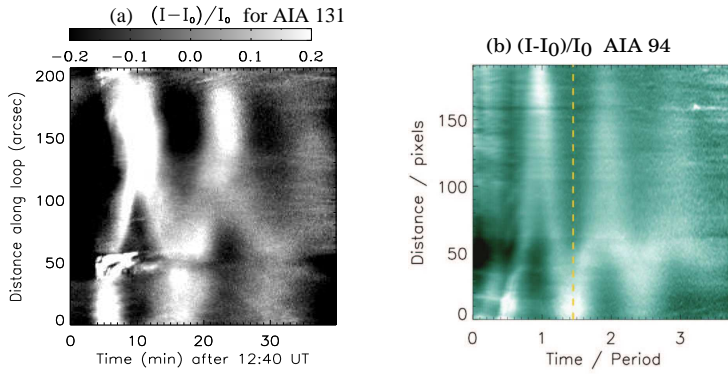 (a) (I−I₀)/I₀ for AIA 131
−0.2 −0.1 0.0 0.1 0.2
200
150
100
50
0
Distance along loop (arcsec)
0 10 20 30
Time (min) after 12:40 UT
(b) (I-I0)/I0 AIA 94
150
100
50
0
Distance / pixels
0 1 2 3
Time / Period